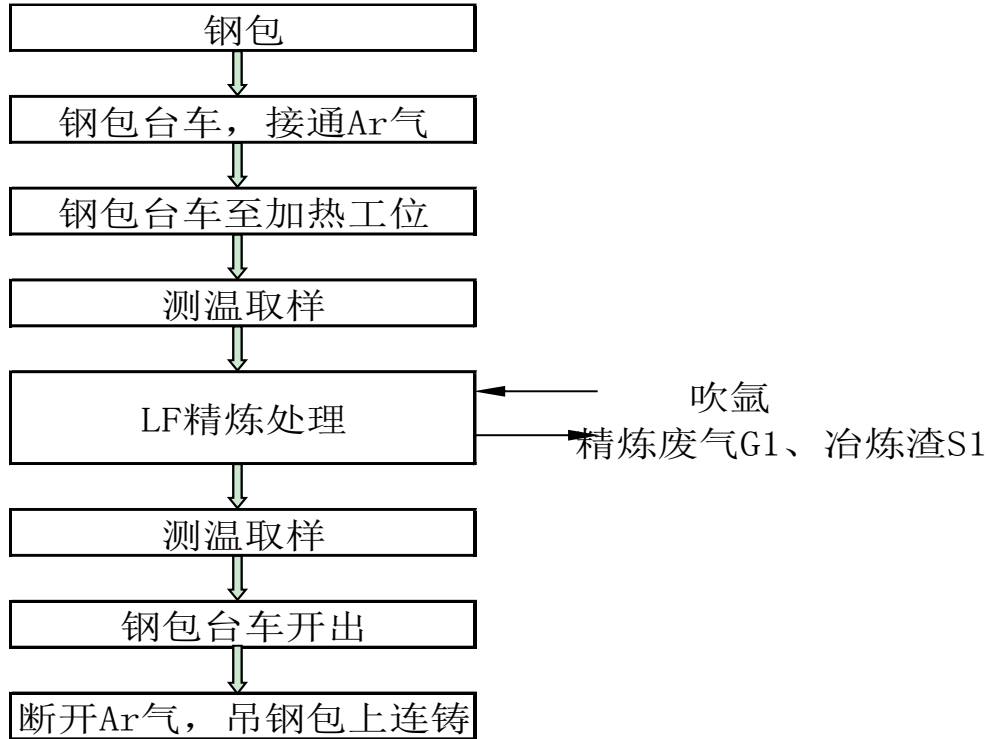 钢包
钢包台车，接通Ar气
钢包台车至加热工位
测温取样
LF精炼处理
吹氩
精炼废气G1、冶炼渣S1
测温取样
钢包台车开出
断开Ar气，吊钢包上连铸